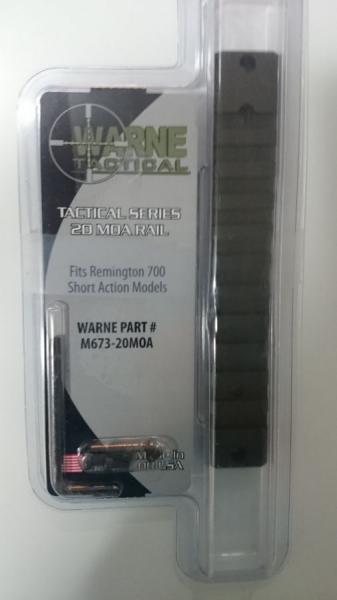 WARNE
TACTICAL
TACTICAL SERIES
20 MOA RAIL
Fits Remington 700
Short Action Models
WARNE PART #
M673-20MOA
Made In
USA